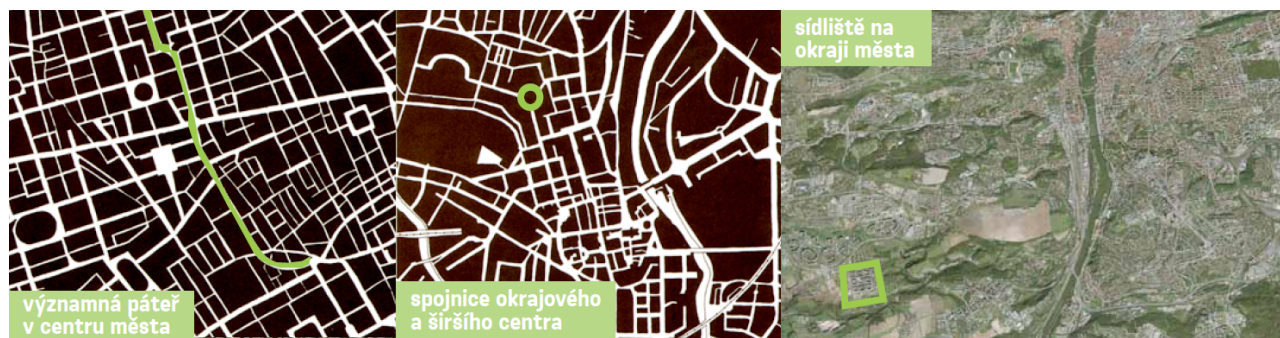 významná páteř
v centru města
spojnice okrajového
a širšího centra
sídliště na
okraji města